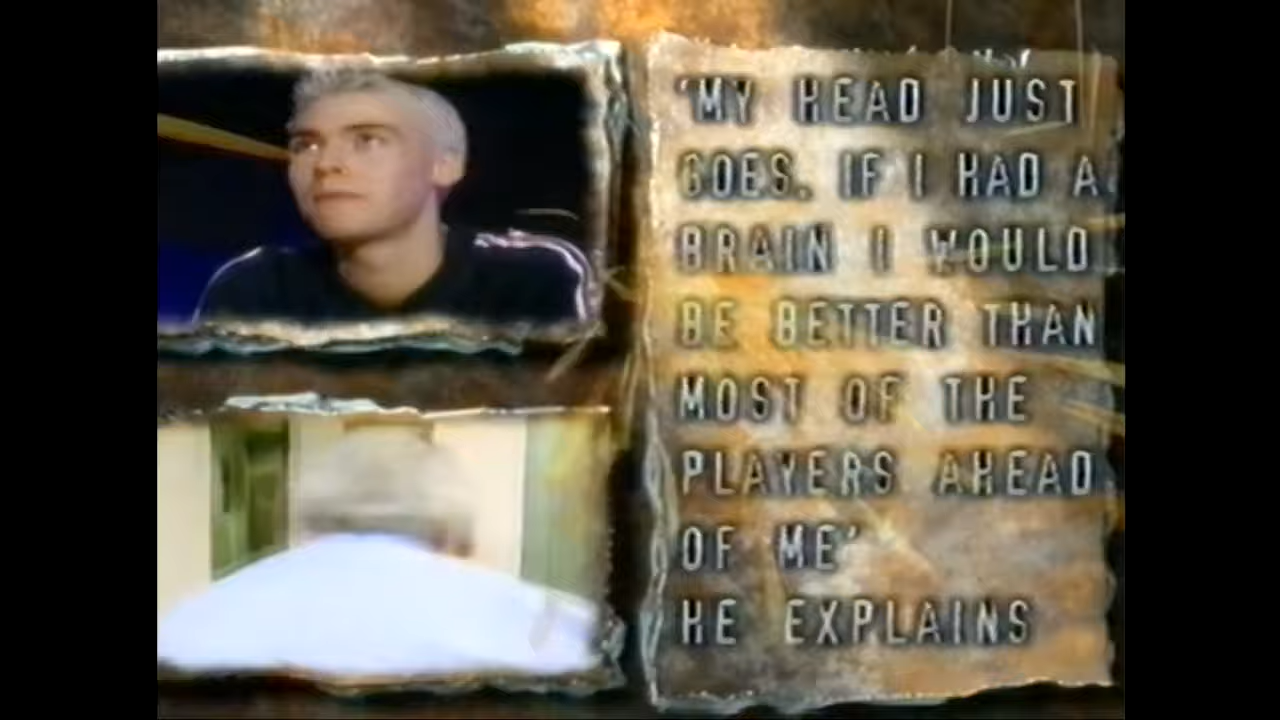 'MY HEAD JUST
GOES. IF I HAD A
BRAIN I WOULD
BE BETTER THAN
MOST OF THE
PLAYERS AHEAD
OF ME'
HE EXPLAINS